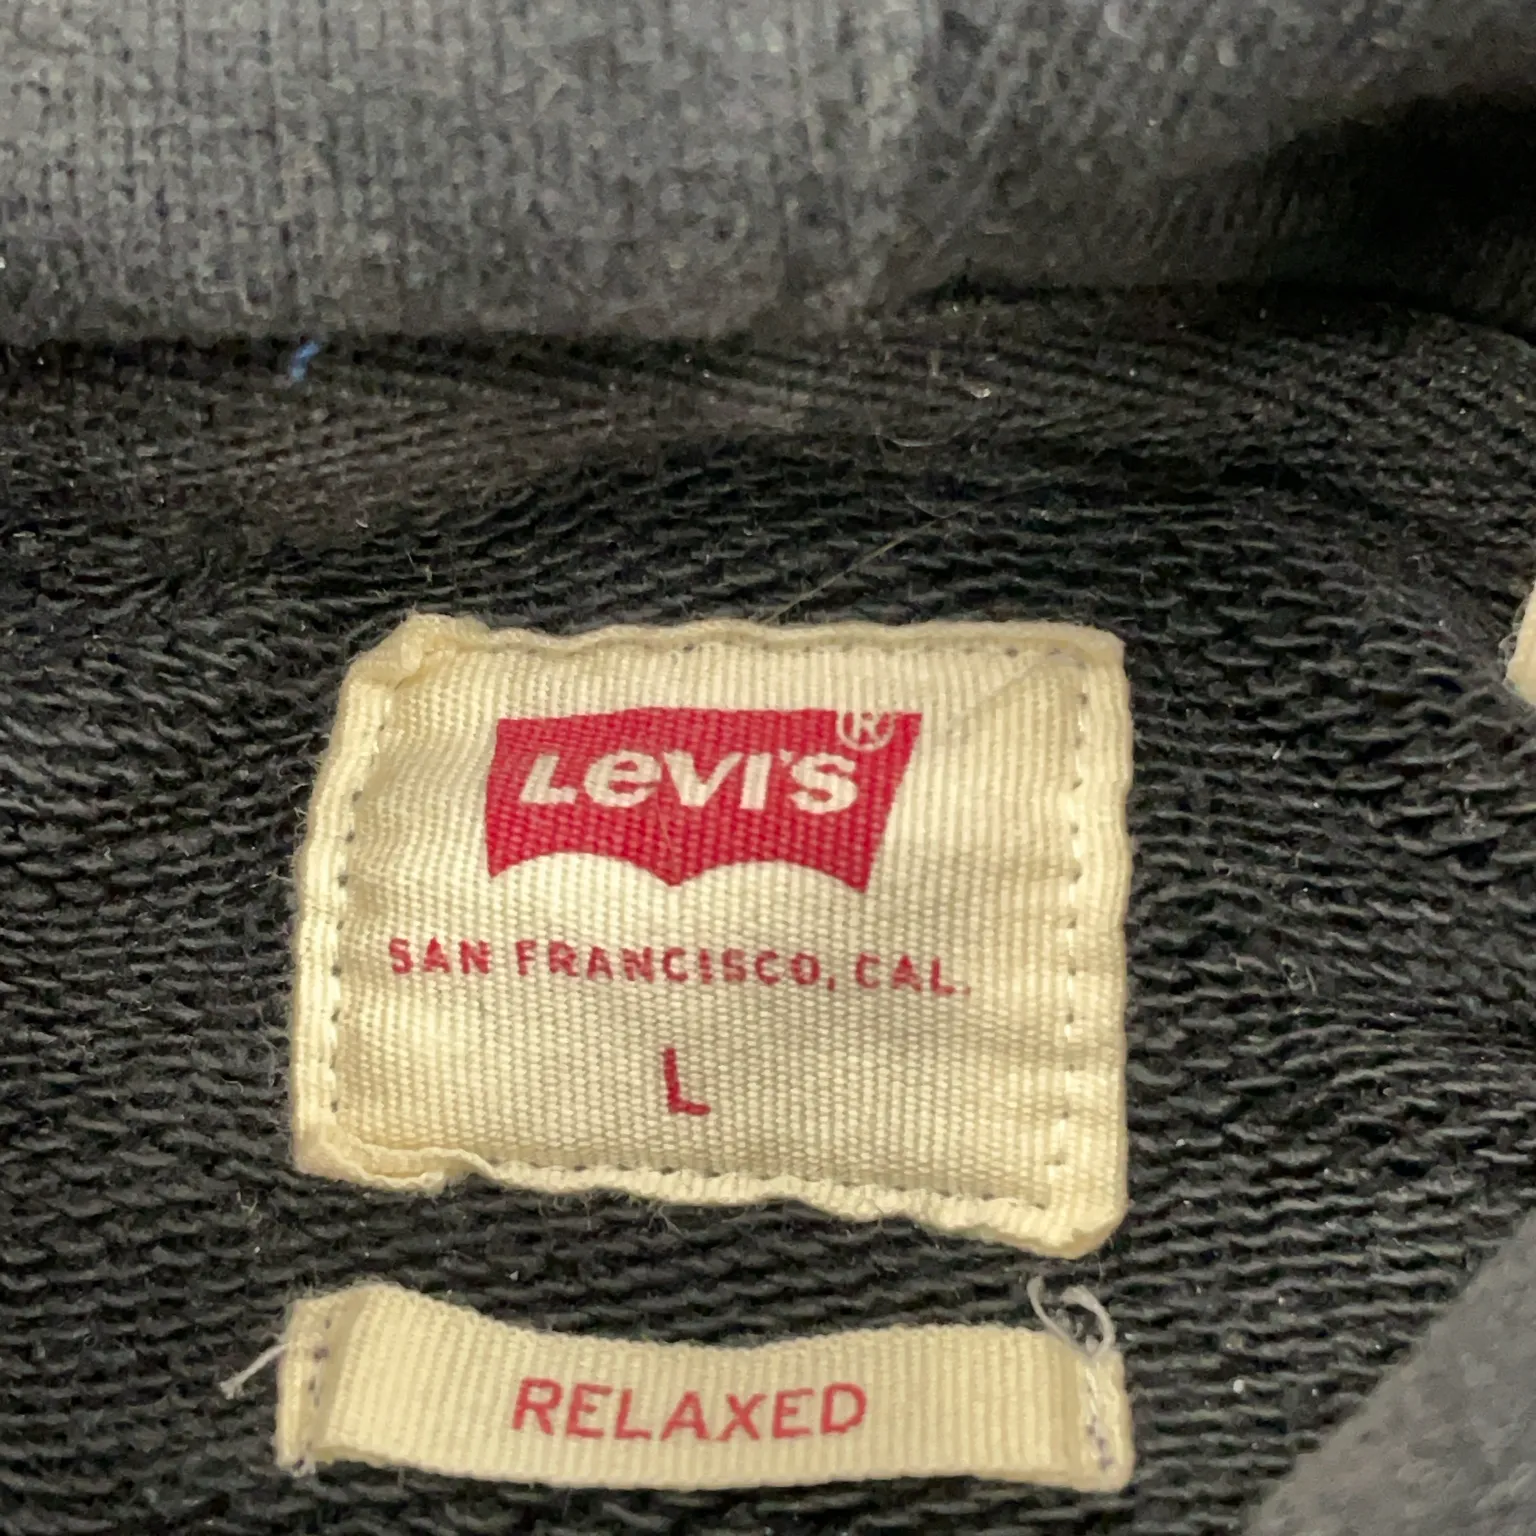 Levi's®
SAN FRANCISCO, CAL.
L
RELAXED